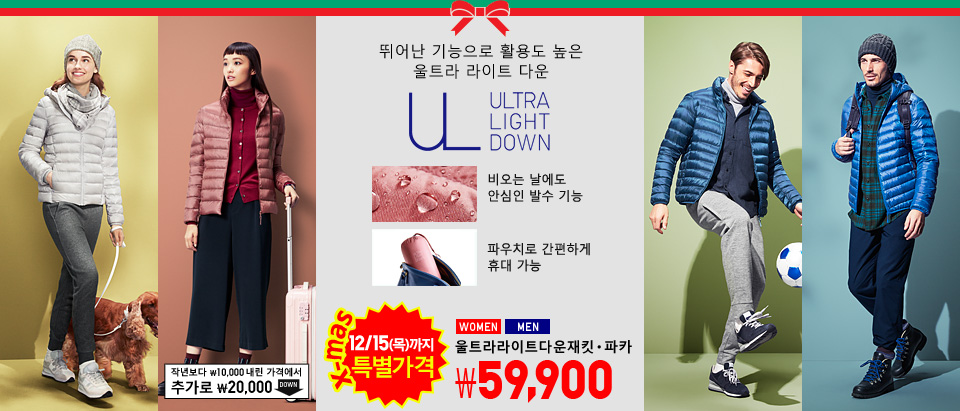 뛰어난 기능으로 활용도 높은
울트라 라이트 다운
UL
ULTRA
LIGHT
DOWN
비오는 날에도
안심인 발수 기능
파우치로 간편하게
휴대 가능
x-mas
12/15(목)까지
특별가격
WOMEN MEN
울트라라이트다운재킷·파카
₩59,900
작년보다 ₩10,000 내린 가격에서
추가로 ₩20,000 DOWN